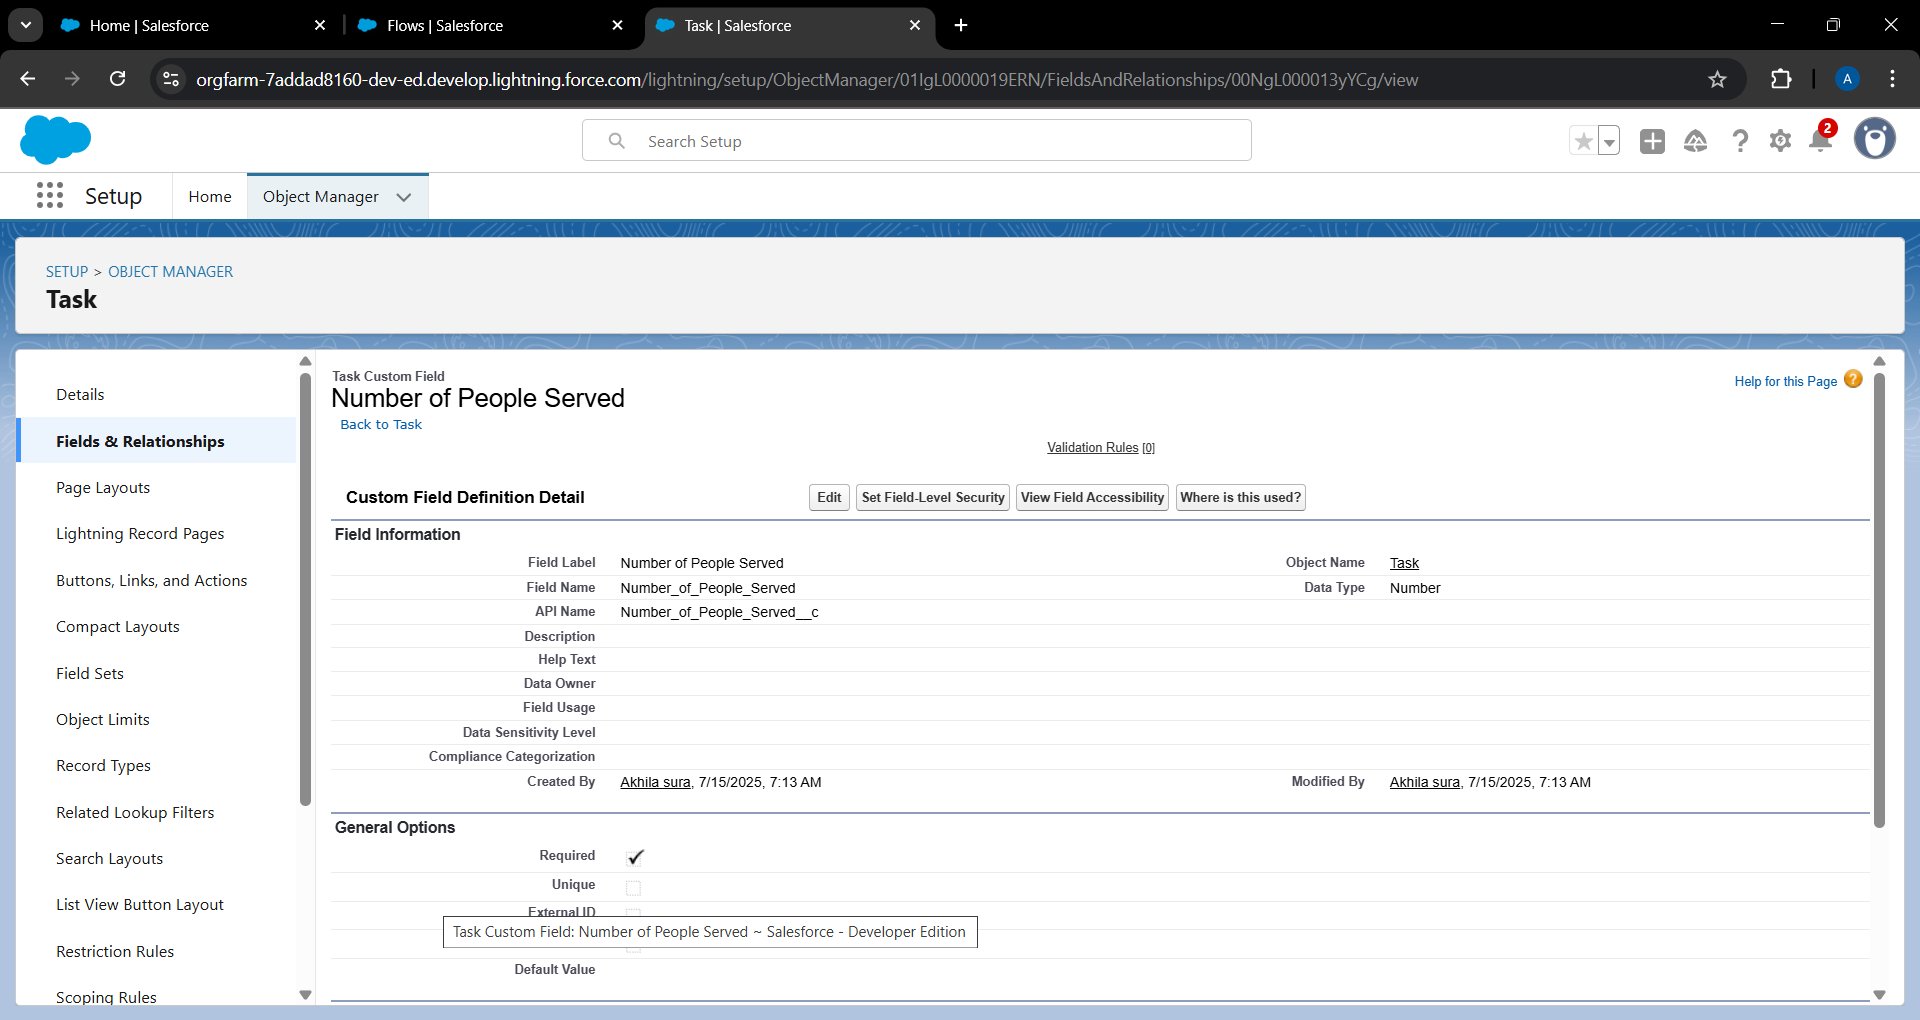 Home | Salesforce
Flows | Salesforce
Task | Salesforce
orgfarm-7addad8160-dev-ed.develop.lightning.force.com/lightning/setup/ObjectManager/01IgL0000019ERN/FieldsAndRelationships/00NgL000013yYCg/view
A
Search Setup
2
Setup
Home
Object Manager
SETUP > OBJECT MANAGER
Task
Details
Fields & Relationships
Page Layouts
Lightning Record Pages
Buttons, Links, and Actions
Compact Layouts
Field Sets
Object Limits
Record Types
Related Lookup Filters
Search Layouts
List View Button Layout
Restriction Rules
Scoping Rules
Task Custom Field
Number of People Served
Back to Task
Help for this Page ?
Validation Rules [0]
Custom Field Definition Detail
Edit
Set Field-Level Security
View Field Accessibility
Where is this used?
Field Information
Field Label Number of People Served Object Name Task
Field Name Number_of_People_Served Data Type Number
API Name Number_of_People_Served__c
Description
Help Text
Data Owner
Field Usage
Data Sensitivity Level
Compliance Categorization
Created By Akhila sura, 7/15/2025, 7:13 AM Modified By Akhila sura, 7/15/2025, 7:13 AM
General Options
Required
Unique
External ID
Task Custom Field: Number of People Served ~ Salesforce - Developer Edition
Default Value